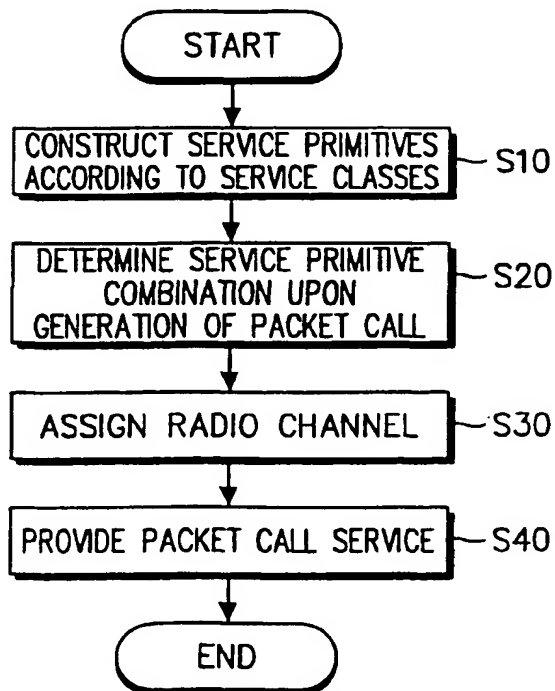 START
CONSTRUCT SERVICE PRIMITIVES
ACCORDING TO SERVICE CLASSES
S10
DETERMINE SERVICE PRIMITIVE
COMBINATION UPON
GENERATION OF PACKET CALL
S20
ASSIGN RADIO CHANNEL
S30
PROVIDE PACKET CALL SERVICE
S40
END